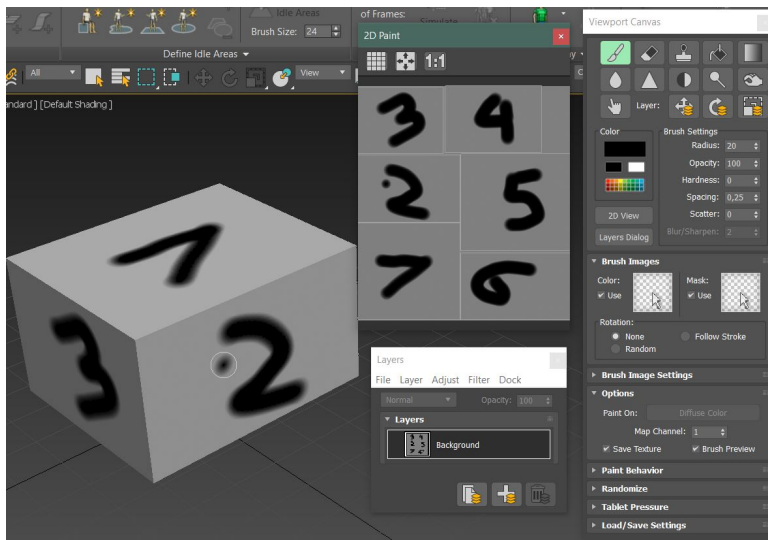 Idle Areas
of Frames:
Simulate
Brush Size: 24
Define Idle Areas
All
View
[Default Shading ]
2D Paint
1:1
3
4
2
5
7
6
7
3
2
Layers
File Layer Adjust Filter Dock
Normal Opacity: 100
Layers
Background
Viewport Canvas
Layer:
Color
Brush Settings
Radius: 20
Opacity: 100
Hardness: 0
Spacing: 0,25
Scatter: 0
2D View
Blur/Sharpen: 2
Layers Dialog
Brush Images
Color: Mask:
Use Use
Rotation:
None Follow Stroke
Random
Brush Image Settings
Options
Paint On: Diffuse Color
Map Channel: 1
Save Texture Brush Preview
Paint Behavior
Randomize
Tablet Pressure
Load/Save Settings